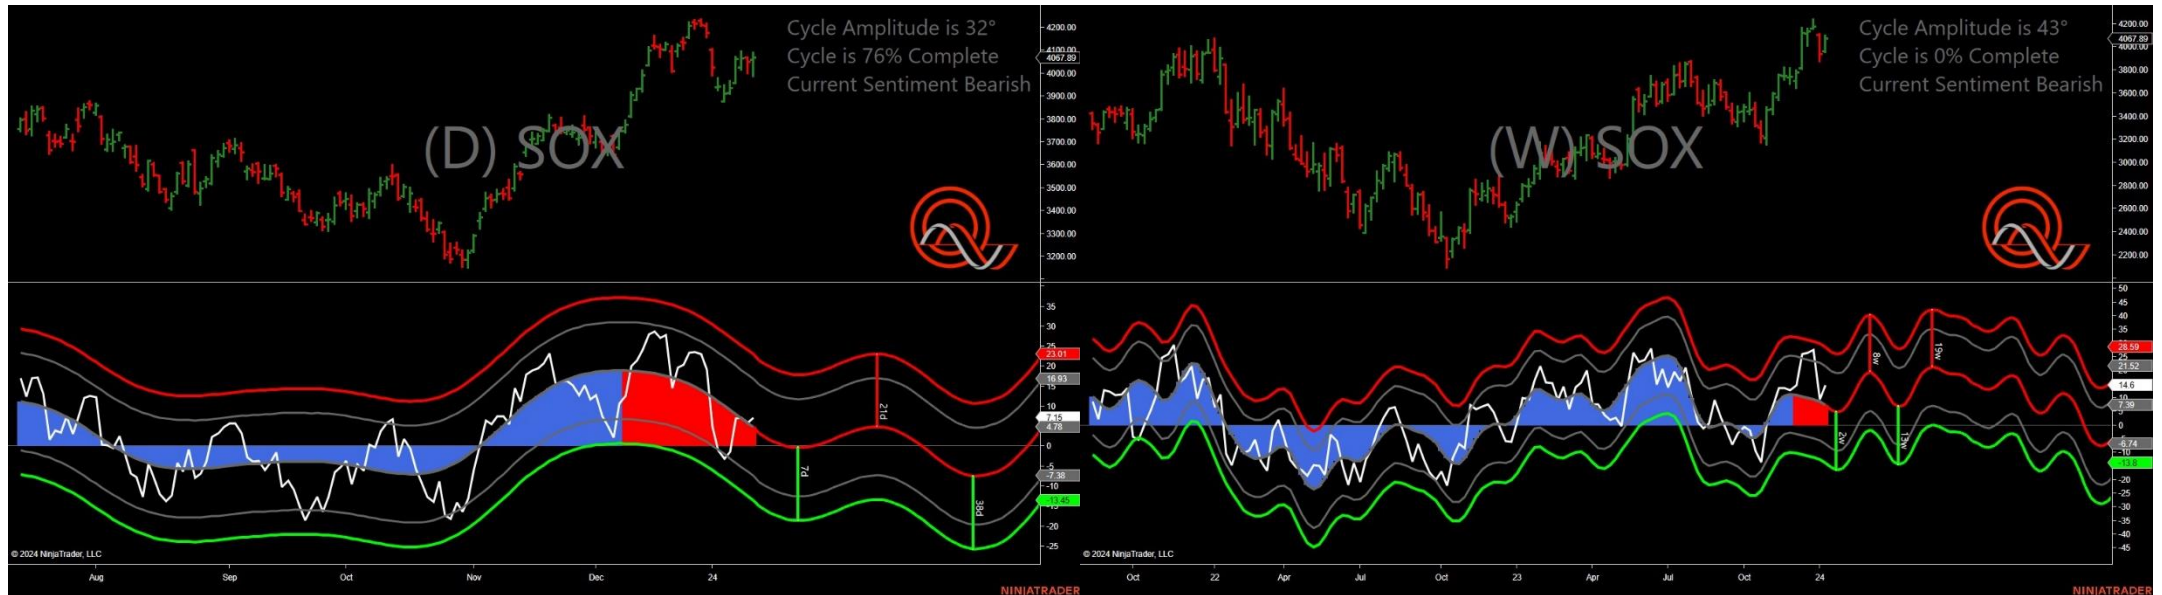 Cycle Amplitude is 32°
Cycle is 76% Complete
Current Sentiment Bearish
(D) SOX
4200.00
4100.00
4067.89
4000.00
3900.00
3800.00
3700.00
3600.00
3500.00
3400.00
3300.00
3200.00
35
30
25
23.01
20
16.93
15
10
7.15
4.78
0
-5
-7.38
-10
-13.45
-20
-25
21d
7d
38d
© 2024 NinjaTrader, LLC
Aug
Sep
Oct
Nov
Dec
24
NINJATRADER
Cycle Amplitude is 43°
Cycle is 0% Complete
Current Sentiment Bearish
(W) SOX
4200.00
4067.89
4000.00
3800.00
3600.00
3400.00
3200.00
3000.00
2800.00
2600.00
2400.00
2200.00
50
45
40
35
28.59
25
21.52
14.6
10
7.39
5
0
-6.74
-10
-13.8
-20
-25
-30
-35
-40
-45
8w
19w
2w
13w
© 2024 NinjaTrader, LLC
Oct
22
Apr
Jul
Oct
23
Apr
Jul
Oct
24
NINJATRADER